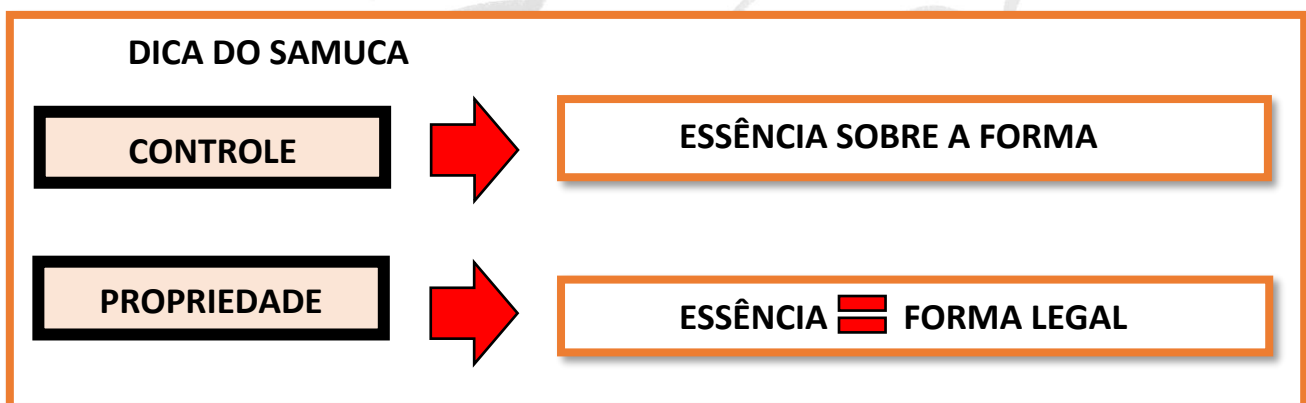 DICA DO SAMUCA
CONTROLE
ESSÊNCIA SOBRE A FORMA
PROPRIEDADE
ESSÊNCIA = FORMA LEGAL